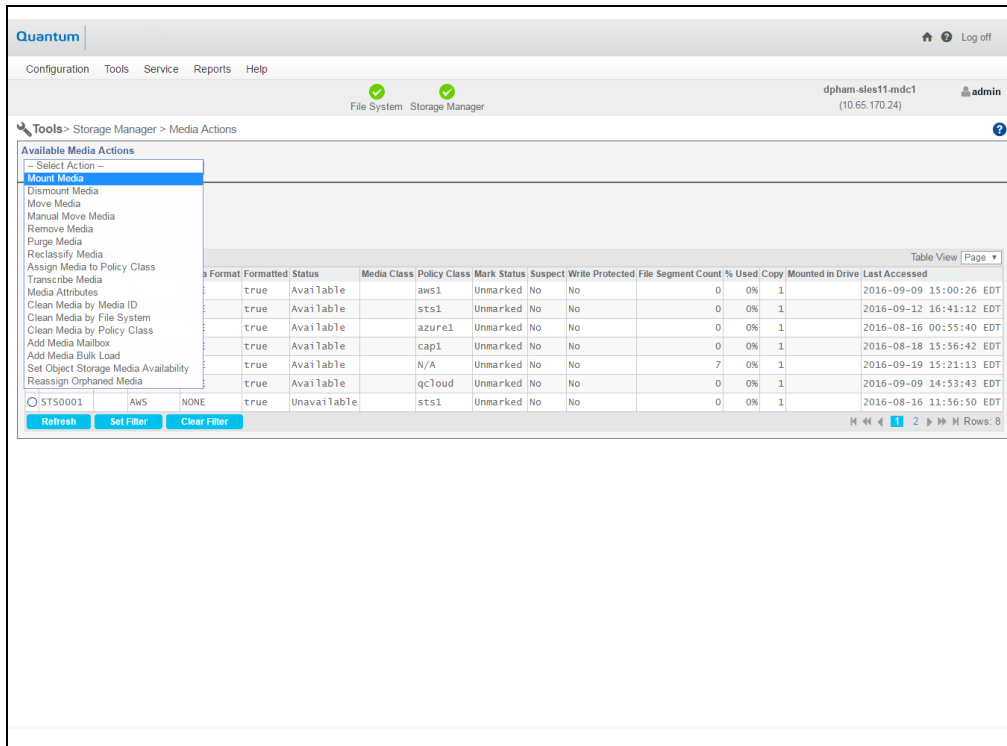 Quantum
Log off
Configuration Tools Service Reports Help
File System Storage Manager
dpham-sles11-mdc1
(10.65.170.24)
admin
Tools> Storage Manager > Media Actions
Available Media Actions
-- Select Action --
Mount Media
Dismount Media
Move Media
Manual Move Media
Remove Media
Purge Media
Reclassify Media
Assign Media to Policy Class
Transcribe Media
Media Attributes
Clean Media by Media ID
Clean Media by File System
Clean Media by Policy Class
Add Media Mailbox
Add Media Bulk Load
Set Object Storage Media Availability
Reassign Orphaned Media
Table View Page
a Format Formatted Status Media Class Policy Class Mark Status Suspect Write Protected File Segment Count % Used Copy Mounted in Drive Last Accessed
true Available aws1 Unmarked No No 0 0% 1 2016-09-09 15:00:26 EDT
true Available sts1 Unmarked No No 0 0% 1 2016-09-12 16:41:12 EDT
true Available azure1 Unmarked No No 0 0% 1 2016-08-16 00:55:40 EDT
true Available cap1 Unmarked No No 0 0% 1 2016-08-18 15:56:42 EDT
true Available N/A Unmarked No No 7 0% 1 2016-09-19 15:21:13 EDT
true Available qcloud Unmarked No No 0 0% 1 2016-09-09 14:53:43 EDT
STS0001 AWS NONE true Unavailable sts1 Unmarked No No 0 0% 1 2016-08-16 11:56:50 EDT
Refresh Set Filter Clear Filter
1 2 Rows: 8